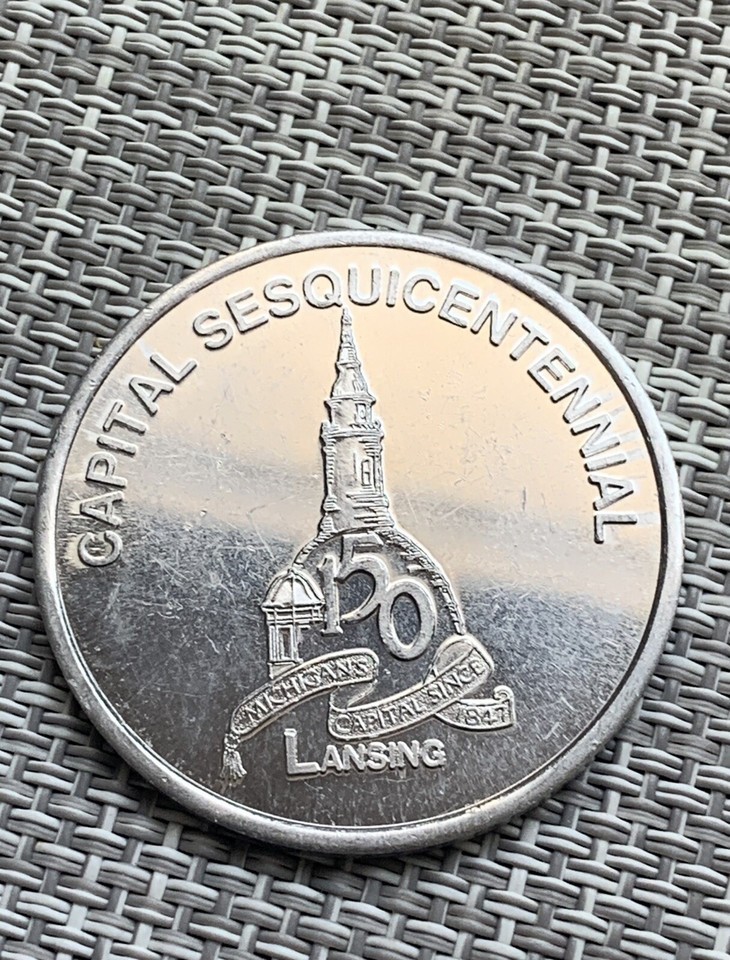 CAPITAL SESQUICENTENNIAL
150
MICHIGAN'S
CAPITAL SINCE
1847
LANSING